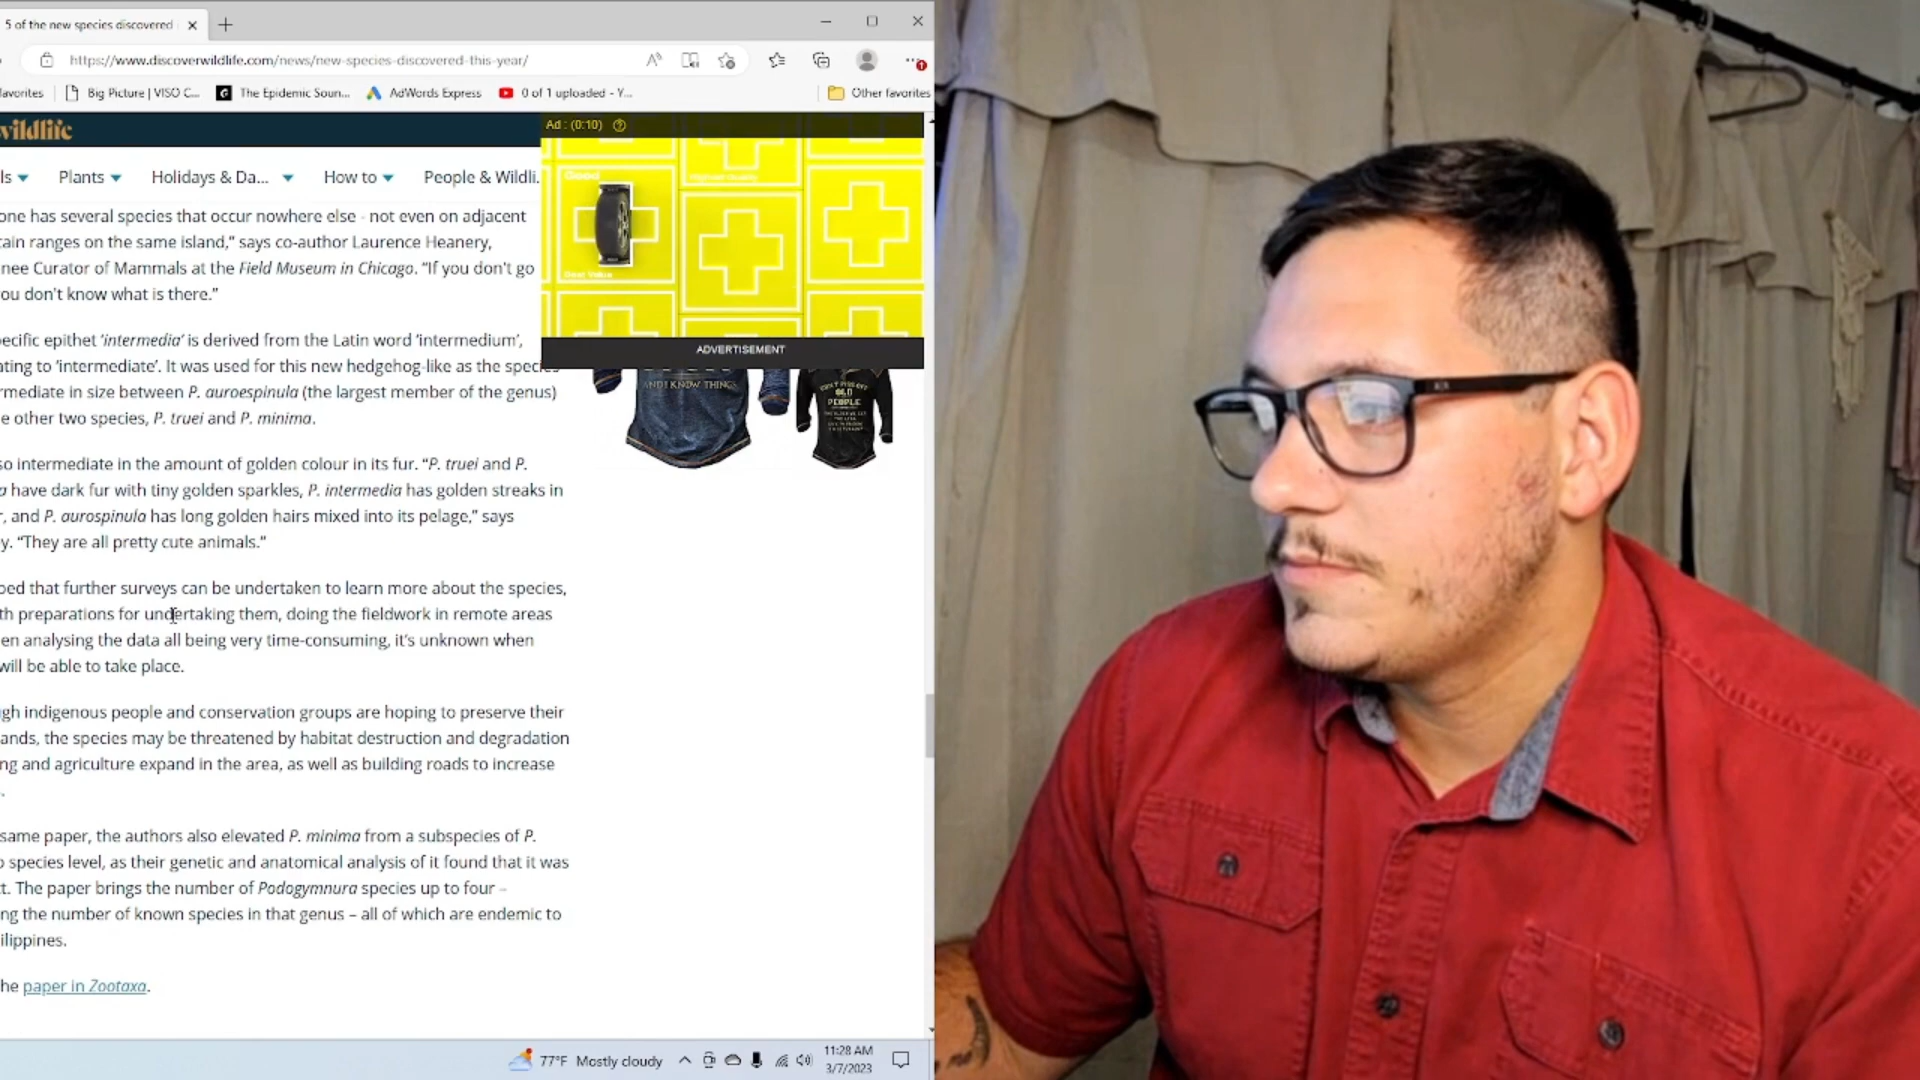 5 of the new species discovered
https://www.discoverwildlife.com/news/new-species-discovered-this-year/
avorites Big Picture | VISO C... The Epidemic Soun... AdWords Express 0 of 1 uploaded - Y... Other favorites
wildlife
Ad : (0:10)
ls Plants Holidays & Da... How to People & Wildli.
Good
one has several species that occur nowhere else - not even on adjacent
tain ranges on the same island,” says co-author Laurence Heanery,
nee Curator of Mammals at the Field Museum in Chicago. “If you don't go
ou don't know what is there.”
Best Value
ecific epithet ‘intermedia’ is derived from the Latin word ‘intermedium’,
ating to ‘intermediate’. It was used for this new hedgehog-like as the species
rmediate in size between P. auroespinula (the largest member of the genus)
e other two species, P. truei and P. minima.
ADVERTISEMENT
AND I KNOW THINGS
OLD
PEOPLE
so intermediate in the amount of golden colour in its fur. “P. truei and P.
a have dark fur with tiny golden sparkles, P. intermedia has golden streaks in
r, and P. aurospinula has long golden hairs mixed into its pelage,” says
y. “They are all pretty cute animals.”
ped that further surveys can be undertaken to learn more about the species,
th preparations for undertaking them, doing the fieldwork in remote areas
en analysing the data all being very time-consuming, it’s unknown when
will be able to take place.
gh indigenous people and conservation groups are hoping to preserve their
ands, the species may be threatened by habitat destruction and degradation
ng and agriculture expand in the area, as well as building roads to increase
.
same paper, the authors also elevated P. minima from a subspecies of P.
o species level, as their genetic and anatomical analysis of it found that it was
ct. The paper brings the number of Podogymnura species up to four –
ng the number of known species in that genus – all of which are endemic to
ilippines.
he paper in Zootaxa.
77°F Mostly cloudy 11:28 AM
3/7/2023